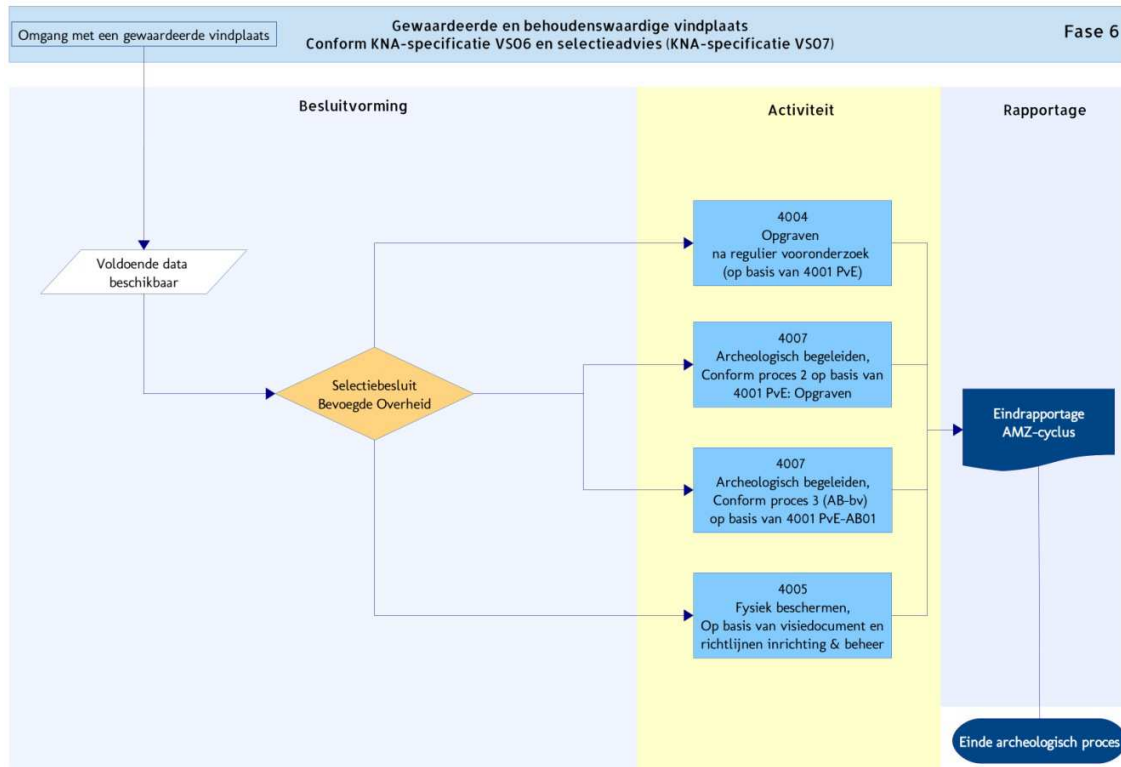 Omgang met een gewaardeerde vindplaats
Gewaardeerde en behoudenswaardige vindplaats
Conform KNA-specificatie VS06 en selectieadvies (KNA-specificatie VS07)
Fase 6
Besluitvorming
Activiteit
Rapportage
Voldoende data
beschikbaar
Selectiebesluit
Bevoegde Overheid
4004
Opgraven
na regulier vooronderzoek
(op basis van 4001 PvE)
4007
Archeologisch begeleiden,
Conform proces 2 op basis van
4001 PvE: Opgraven
4007
Archeologisch begeleiden,
Conform proces 3 (AB-bv)
op basis van 4001 PvE-AB01
4005
Fysiek beschermen,
Op basis van visiedocument en
richtlijnen inrichting & beheer
Eindrapportage
AMZ-cyclus
Einde archeologisch proces